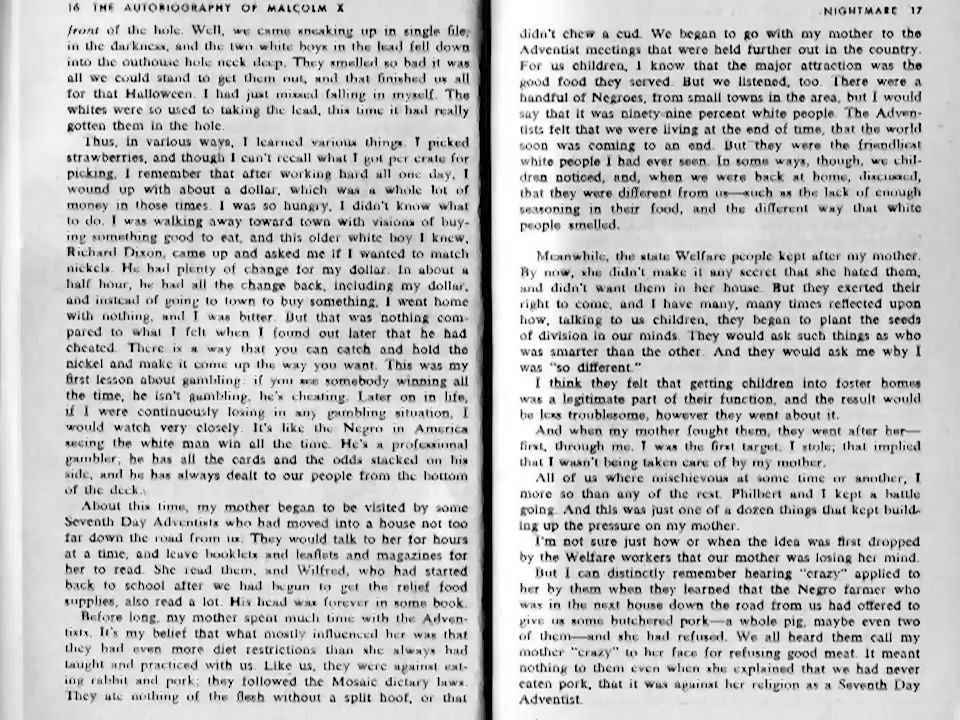 16 THE AUTOBIOGRAPHY OF MALCOLM X
front of the hole. Well, we came sneaking up in single file,
in the darkness, and the two white boys in the lead fell down
into the outhouse hole neck deep. They smelled so bad it was
all we could stand to get them out, and that finished us all
for that Halloween. I had just missed falling in myself. The
whites were so used to taking the lead, this time it had really
gotten them in the hole.
Thus, in various ways, I learned various things. I picked
strawberries, and though I can't recall what I got per crate for
picking, I remember that after working hard all one day, I
wound up with about a dollar, which was a whole lot of
money in those times. I was so hungry, I didn't know what
to do. I was walking away toward town with visions of buy-
ing something good to eat, and this older white boy I knew,
Richard Dixon, came up and asked me if I wanted to match
nickels. He had plenty of change for my dollar. In about a
half hour, he had all the change back, including my dollar,
and instead of going to town to buy something, I went home
with nothing, and I was bitter. But that was nothing com-
pared to what I felt when I found out later that he had
cheated. There is a way that you can catch and hold the
nickel and make it come up the way you want. This was my
first lesson about gambling: if you see somebody winning all
the time, he isn't gambling, he's cheating. Later on in life,
if I were continuously losing in any gambling situation, I
would watch very closely. It's like the Negro in America
seeing the white man win all the time. He's a professional
gambler; he has all the cards and the odds stacked on his
side, and he has always dealt to our people from the bottom
of the deck.
About this time, my mother began to be visited by some
Seventh Day Adventists who had moved into a house not too
far down the road from us. They would talk to her for hours
at a time, and leave booklets and leaflets and magazines for
her to read. She read them, and Wilfred, who had started
back to school after we had begun to get the relief food
supplies, also read a lot. His head was forever in some book.
Before long, my mother spent much time with the Adven-
tists. It's my belief that what mostly influenced her was that
they had even more diet restrictions than she always had
taught and practiced with us. Like us, they were against eat-
ing rabbit and pork; they followed the Mosaic dietary laws.
They ate nothing of the flesh without a split hoof, or that
NIGHTMARE 17
didn't chew a cud. We began to go with my mother to the
Adventist meetings that were held further out in the country.
For us children, I know that the major attraction was the
good food they served. But we listened, too. There were a
handful of Negroes, from small towns in the area, but I would
say that it was ninety-nine percent white people. The Adven-
tists felt that we were living at the end of time, that the world
soon was coming to an end. But they were the friendliest
white people I had ever seen. In some ways, though, we chil-
dren noticed, and, when we were back at home, discussed,
that they were different from us—such as the lack of enough
seasoning in their food, and the different way that white
people smelled.
Meanwhile, the state Welfare people kept after my mother.
By now, she didn't make it any secret that she hated them,
and didn't want them in her house. But they exerted their
right to come, and I have many, many times reflected upon
how, talking to us children, they began to plant the seeds
of division in our minds. They would ask such things as who
was smarter than the other. And they would ask me why I
was "so different."
I think they felt that getting children into foster homes
was a legitimate part of their function, and the result would
be less troublesome, however they went about it.
And when my mother fought them, they went after her—
first, through me. I was the first target. I stole; that implied
that I wasn't being taken care of by my mother.
All of us where mischievous at some time or another, I
more so than any of the rest. Philbert and I kept a battle
going. And this was just one of a dozen things that kept build-
ing up the pressure on my mother.
I'm not sure just how or when the idea was first dropped
by the Welfare workers that our mother was losing her mind.
But I can distinctly remember hearing "crazy" applied to
her by them when they learned that the Negro farmer who
was in the next house down the road from us had offered to
give us some butchered pork—a whole pig, maybe even two
of them—and she had refused. We all heard them call my
mother "crazy" to her face for refusing good meat. It meant
nothing to them even when she explained that we had never
eaten pork, that it was against her religion as a Seventh Day
Adventist.